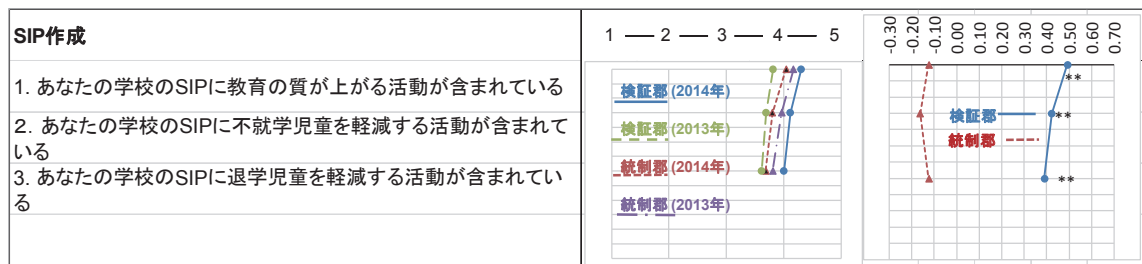 SIP作成
1. あなたの学校のSIPに教育の質が上がる活動が含まれている
２. あなたの学校のSIPに不就学児童を軽減する活動が含まれて
いる
3. あなたの学校のSIPに退学児童を軽減する活動が含まれてい
る
1 — 2 — 3 — 4 — 5
検証郡 (2014年)
検証郡 (2013年)
統制郡 (2014年)
統制郡 (2013年)
-0.30
-0.20
-0.10
0.00
0.10
0.20
0.30
0.40
0.50
0.60
0.70
**
検証郡
**
統制郡
**